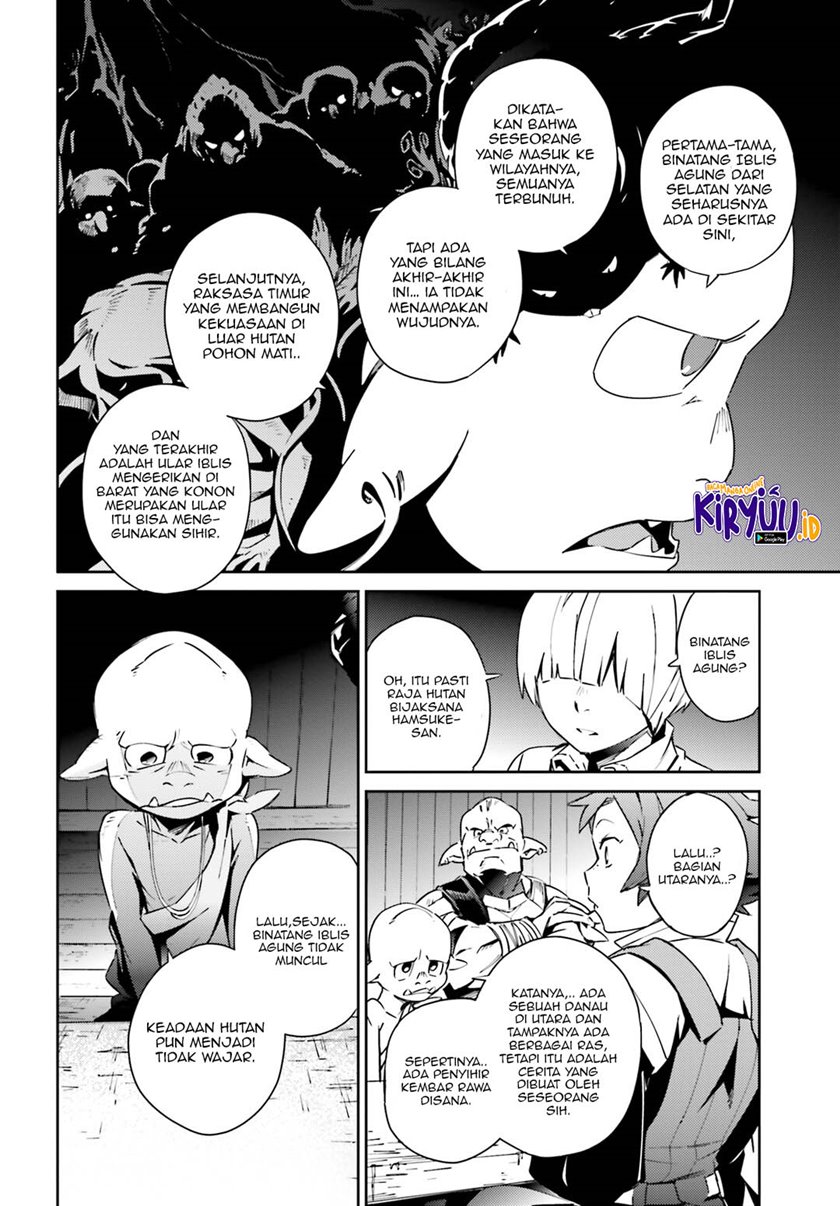 PERTAMA-TAMA,
BINATANG IBLIS
AGUNG DARI
SELATAN YANG
SEHARUSNYA
ADA DI SEKITAR
SINI,
DIKATA-
KAN BAHWA
SESEORANG
YANG MASUK KE
WILAYAHNYA,
SEMUANYA
TERBUNUH.
TAPI ADA
YANG BILANG
AKHIR-AKHIR
INI... IA TIDAK
MENAMPAKAN
WUJUDNYA.
SELANJUTNYA,
RAKSASA TIMUR
YANG MEMBANGUN
KEKUASAAN DI
LUAR HUTAN
POHON MATI..
DAN
YANG TERAKHIR
ADALAH ULAR IBLIS
MENGERIKAN DI
BARAT YANG KONON
MERUPAKAN ULAR
ITU BISA MENG-
GUNAKAN SIHIR.
BACA MANGA ONLINE
KIRYUU.ID
Google Play
BINATANG
IBLIS
AGUNG?
OH, ITU PASTI
RAJA HUTAN
BIJAKSANA
HAMSUKE-
SAN.
LALU..?
BAGIAN
UTARANYA..?
KATANYA,.. ADA
SEBUAH DANAU
DI UTARA DAN
TAMPAKNYA ADA
BERBAGAI RAS,
TETAPI ITU ADALAH
CERITA YANG
DIBUAT OLEH
SESEORANG
SIH.
SEPERTINYA..
ADA PENYIHIR
KEMBAR RAWA
DISANA.
LALU,SEJAK...
BINATANG IBLIS
AGUNG TIDAK
MUNCUL
KEADAAN HUTAN
PUN MENJADI
TIDAK WAJAR.